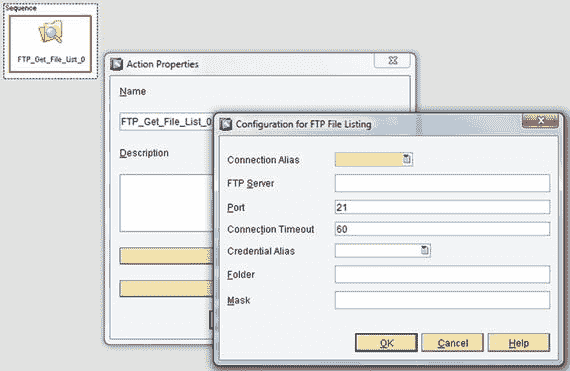 Sequence
FTP_Get_File_List_0
Action Properties
Name
FTP_Get_File_List_0
Description
Configuration for FTP File Listing
Connection Alias
FTP Server
Port
21
Connection Timeout
60
Credential Alias
Folder
Mask
OK
Cancel
Help